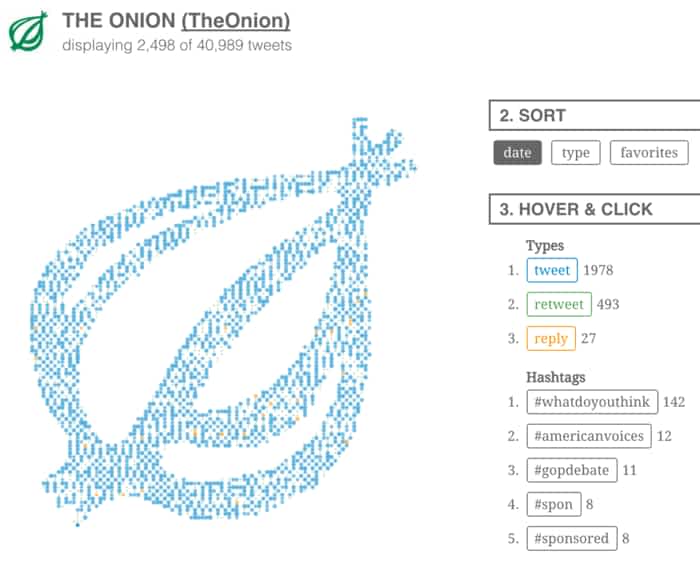 THE ONION (TheOnion)
displaying 2,498 of 40,989 tweets
2. SORT
date type favorites
3. HOVER & CLICK
Types
1. tweet 1978
2. retweet 493
3. reply 27
Hashtags
1. #whatdoyouthink 142
2. #americanvoices 12
3. #gopdebate 11
4. #spon 8
5. #sponsored 8